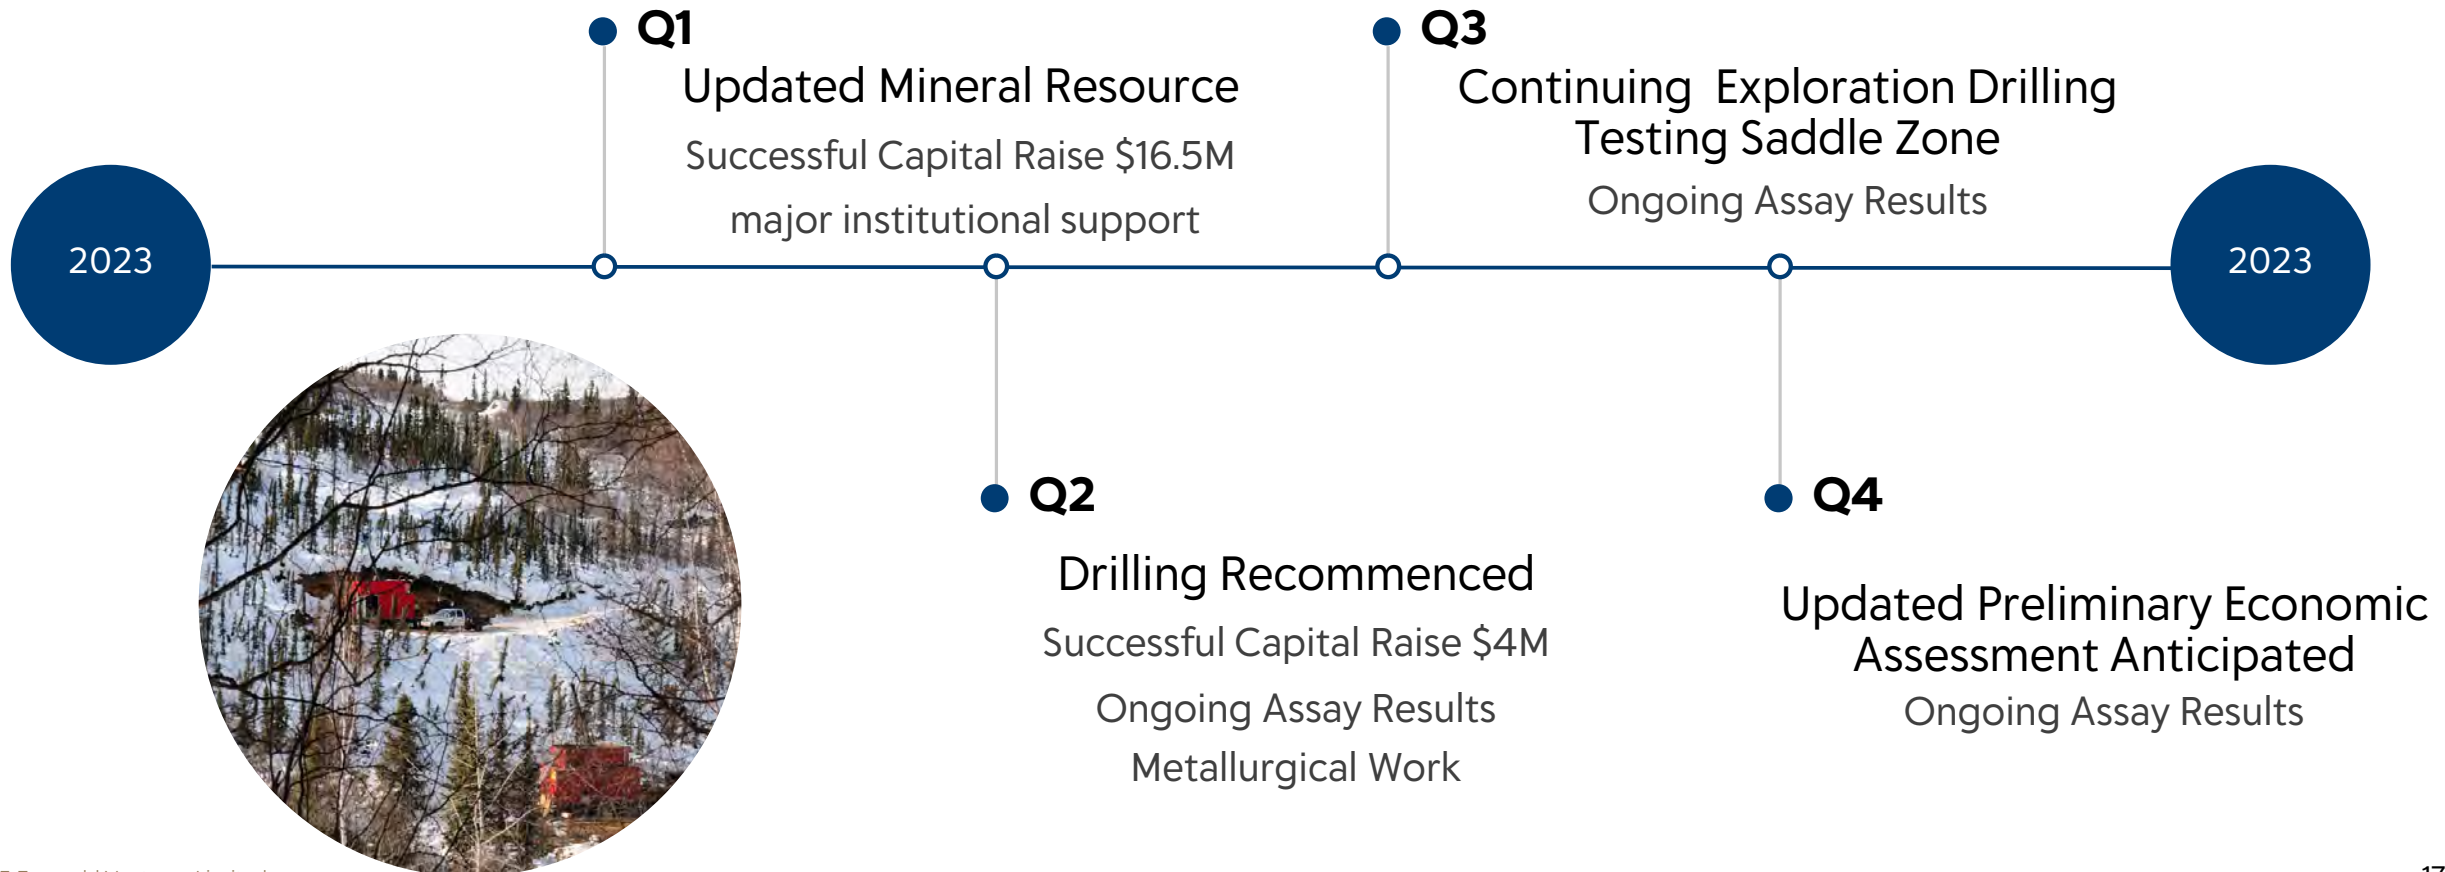 Q1
Updated Mineral Resource
Successful Capital Raise $16.5M
major institutional support
Q3
Continuing Exploration Drilling
Testing Saddle Zone
Ongoing Assay Results
2023
2023
Q2
Drilling Recommenced
Successful Capital Raise $4M
Ongoing Assay Results
Metallurgical Work
Q4
Updated Preliminary Economic
Assessment Anticipated
Ongoing Assay Results
17